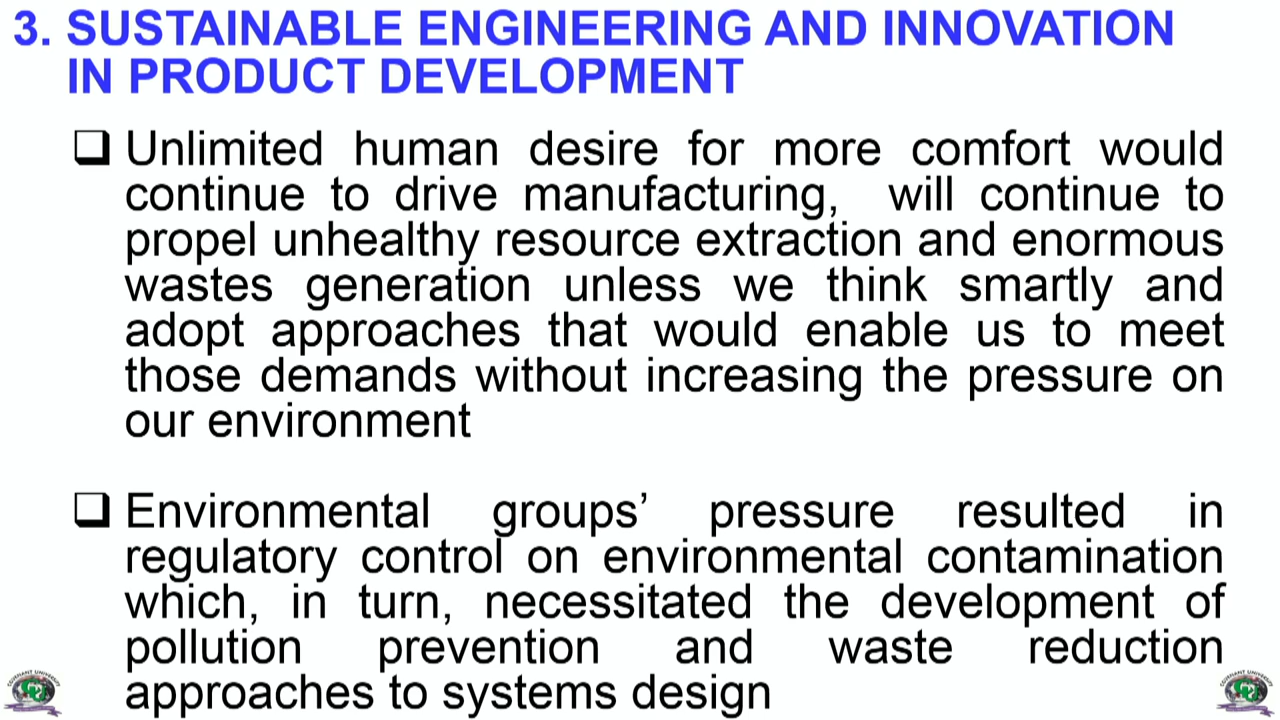 3. SUSTAINABLE ENGINEERING AND INNOVATION
IN PRODUCT DEVELOPMENT
Unlimited human desire for more comfort would
continue to drive manufacturing, will continue to
propel unhealthy resource extraction and enormous
wastes generation unless we think smartly and
adopt approaches that would enable us to meet
those demands without increasing the pressure on
our environment
Environmental groups’ pressure resulted in
regulatory control on environmental contamination
which, in turn, necessitated the development of
pollution prevention and waste reduction
approaches to systems design
COVENANT UNIVERSITY
COVENANT UNIVERSITY